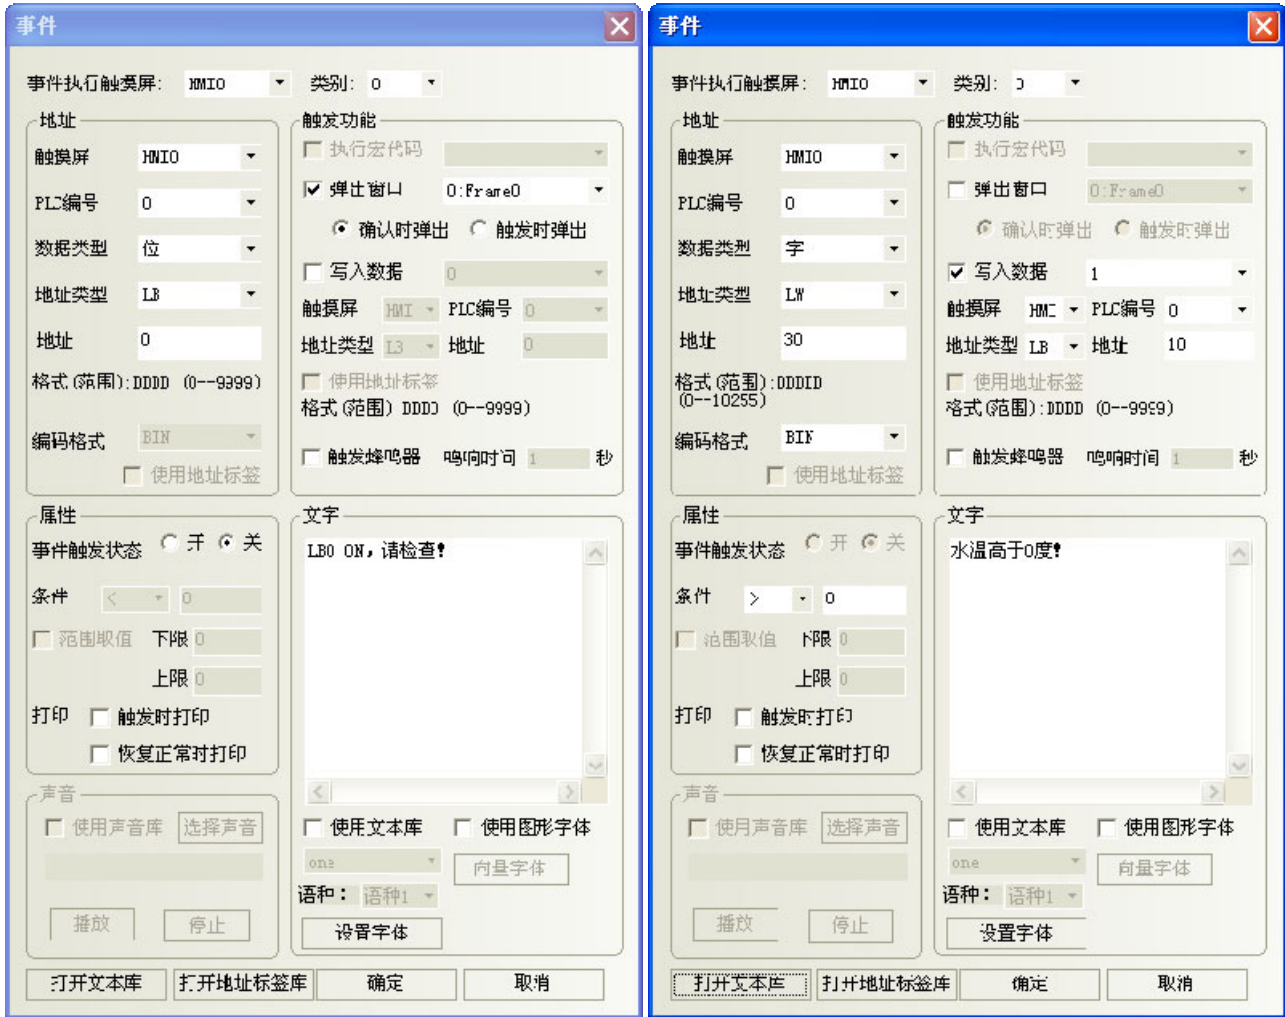 事件
事件执行触摸屏: HMI0 类别: 0
地址
触摸屏 HMI0
PLC编号 0
数据类型 位
地址类型 LB
地址 0
格式(范围):DDDD (0--9999)
编码格式 BIN
使用地址标签
触发功能
执行宏代码
弹出窗口 0:Frame0
确认时弹出 触发时弹出
写入数据 0
触摸屏 HMI PLC编号 0
地址类型 LB 地址 0
使用地址标签
格式(范围) DDDD (0--9999)
触发蜂鸣器 鸣响时间 1 秒
属性
事件触发状态 开 关
条件 < 0
范围取值 下限 0
上限 0
打印 触发时打印
恢复正常时打印
文字
LB0 ON，请检查!
声音
使用声音库 选择声音
播放 停止
使用文本库 使用图形字体
one 向量字体
语种: 语种1
设置字体
打开文本库 打开地址标签库 确定 取消
事件
事件执行触摸屏: HMI0 类别: 0
地址
触摸屏 HMI0
PLC编号 0
数据类型 字
地址类型 LW
地址 30
格式(范围):DDDDD
(0--10255)
编码格式 BIN
使用地址标签
触发功能
执行宏代码
弹出窗口 0:Frame0
确认时弹出 触发时弹出
写入数据 1
触摸屏 HMI PLC编号 0
地址类型 LB 地址 10
使用地址标签
格式(范围):DDDD (0--9999)
触发蜂鸣器 鸣响时间 1 秒
属性
事件触发状态 开 关
条件 > 0
范围取值 下限 0
上限 0
打印 触发时打印
恢复正常时打印
文字
水温高于0度!
声音
使用声音库 选择声音
播放 停止
使用文本库 使用图形字体
one 向量字体
语种: 语种1
设置字体
打开文本库 打开地址标签库 确定 取消